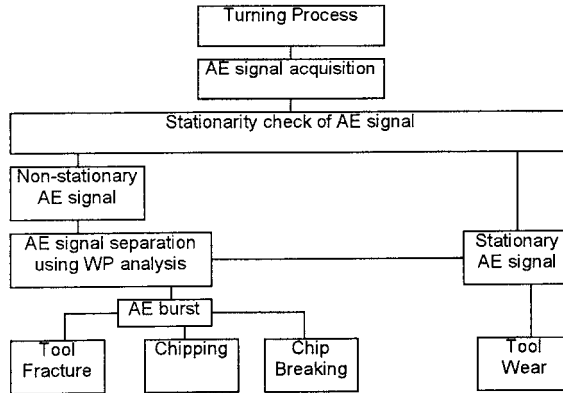 Turning Process
AE signal acquisition
Stationarity check of AE signal
Non-stationary
AE signal
AE signal separation
using WP analysis
Stationary
AE signal
AE burst
Tool
Fracture
Chipping
Chip
Breaking
Tool
Wear